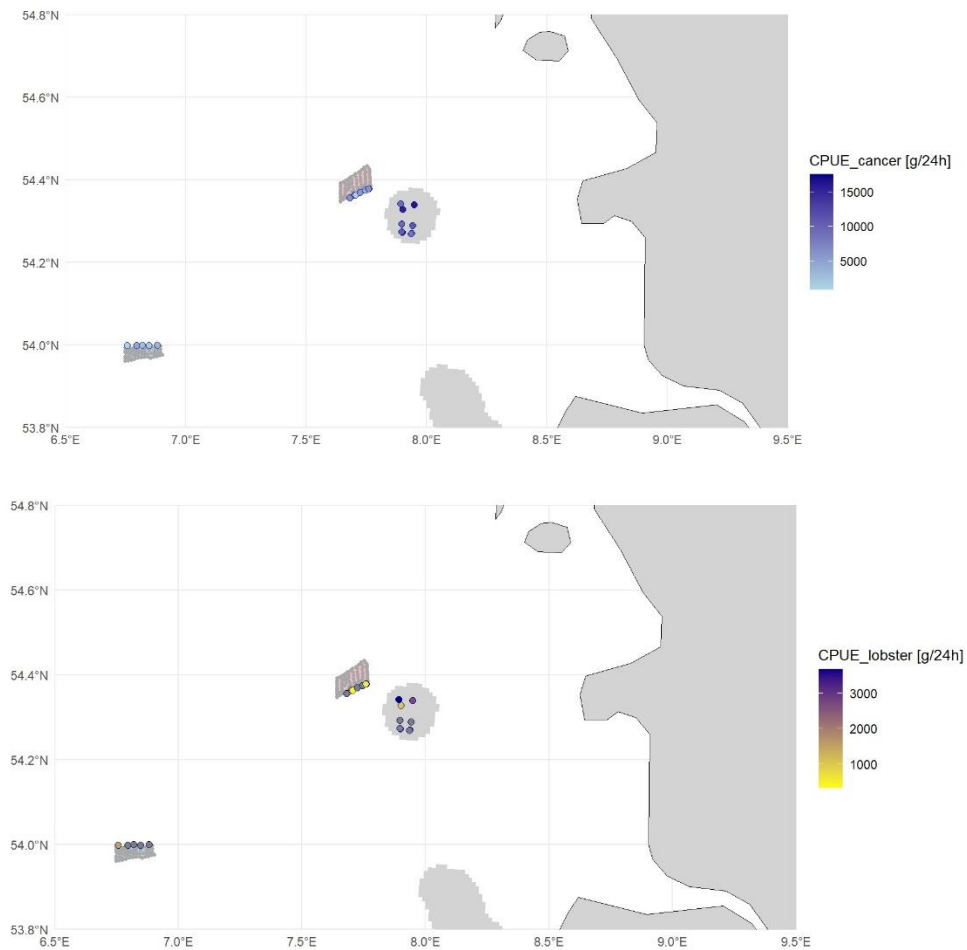 54.8°N
54.6°N
54.4°N
54.2°N
54.0°N
53.8°N
6.5°E 7.0°E 7.5°E 8.0°E 8.5°E 9.0°E 9.5°E
CPUE_cancer [g/24h]
15000
10000
5000
54.8°N
54.6°N
54.4°N
54.2°N
54.0°N
53.8°N
6.5°E 7.0°E 7.5°E 8.0°E 8.5°E 9.0°E 9.5°E
CPUE_lobster [g/24h]
3000
2000
1000